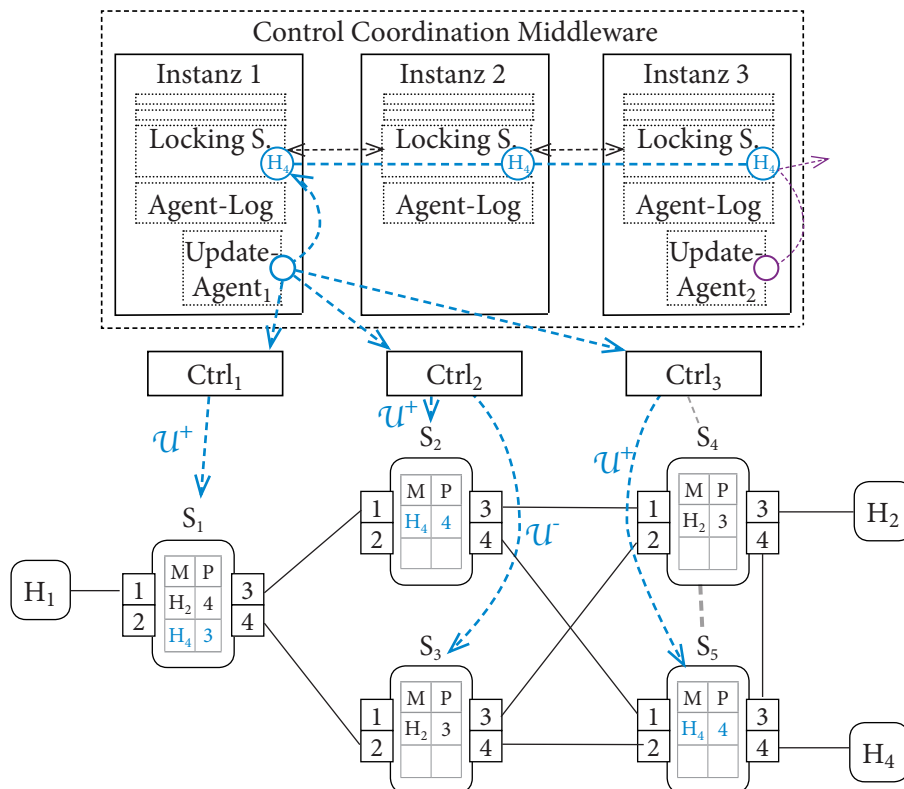 Control Coordination Middleware
Instanz 1
Instanz 2
Instanz 3
Locking S.
Locking S.
Locking S.
H₄
H₄
H₄
Agent-Log
Agent-Log
Agent-Log
Update-
Agent₁
Update-
Agent₂
Ctrl₁
Ctrl₂
Ctrl₃
𝒰⁺
𝒰⁺
𝒰⁺
𝒰⁻
S₁
M P
H₂ 4
H₄ 3
1
2
3
4
H₁
S₂
M P
H₄ 4
1
2
3
4
S₃
M P
H₂ 3
1
2
3
4
S₄
M P
H₂ 3
1
2
3
4
H₂
S₅
M P
H₄ 4
1
2
3
4
H₄